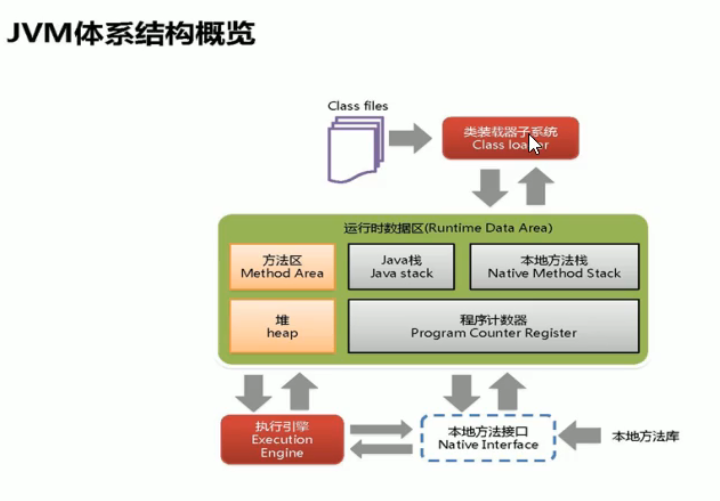 JVM体系结构概览
Class files
类装载器子系统
Class loader
运行时数据区(Runtime Data Area)
方法区
Method Area
Java栈
Java stack
本地方法栈
Native Method Stack
堆
heap
程序计数器
Program Counter Register
执行引擎
Execution
Engine
本地方法接口
Native Interface
本地方法库